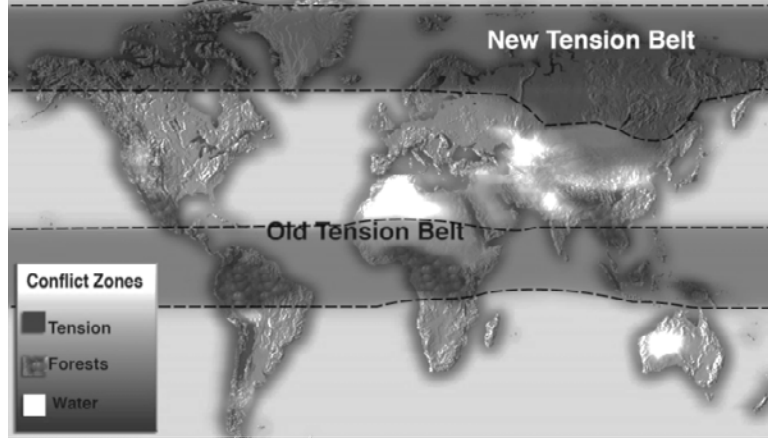 New Tension Belt
Old Tension Belt
Conflict Zones
Tension
Forests
Water